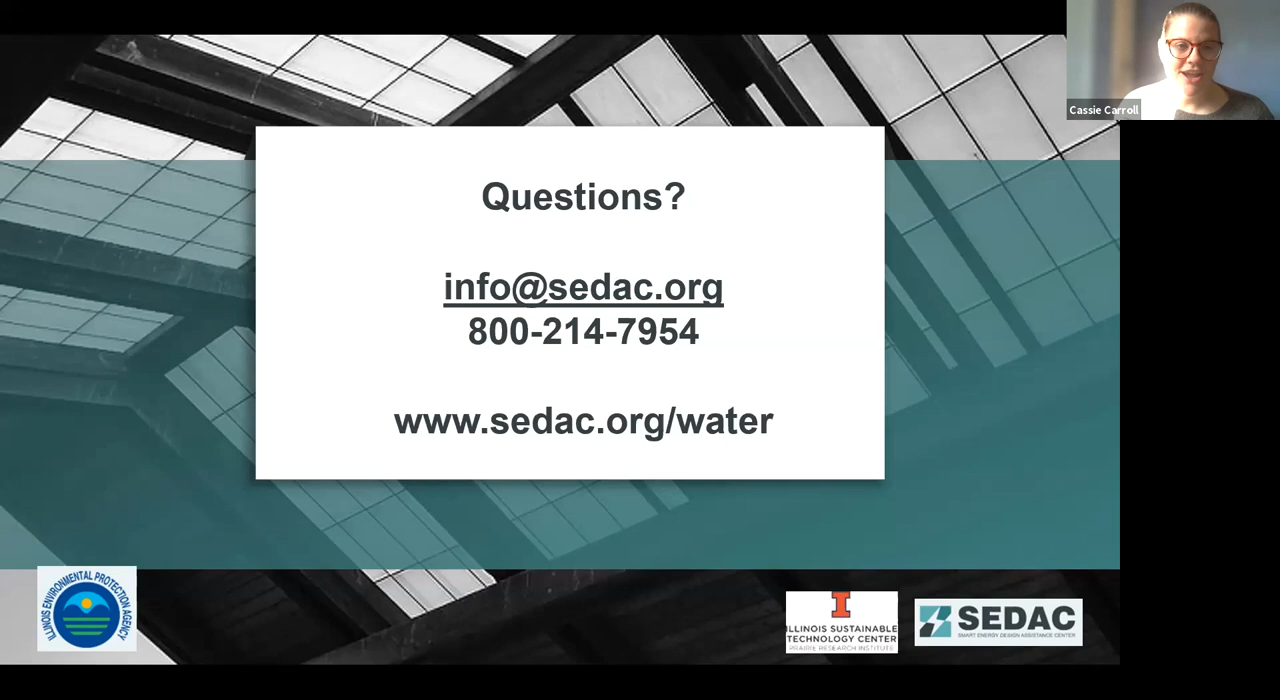 Cassie Carroll
Questions?
info@sedac.org
800-214-7954
www.sedac.org/water
ILLINOIS ENVIRONMENTAL PROTECTION AGENCY
I
ILLINOIS SUSTAINABLE
TECHNOLOGY CENTER
PRAIRIE RESEARCH INSTITUTE
SEDAC
SMART ENERGY DESIGN ASSISTANCE CENTER